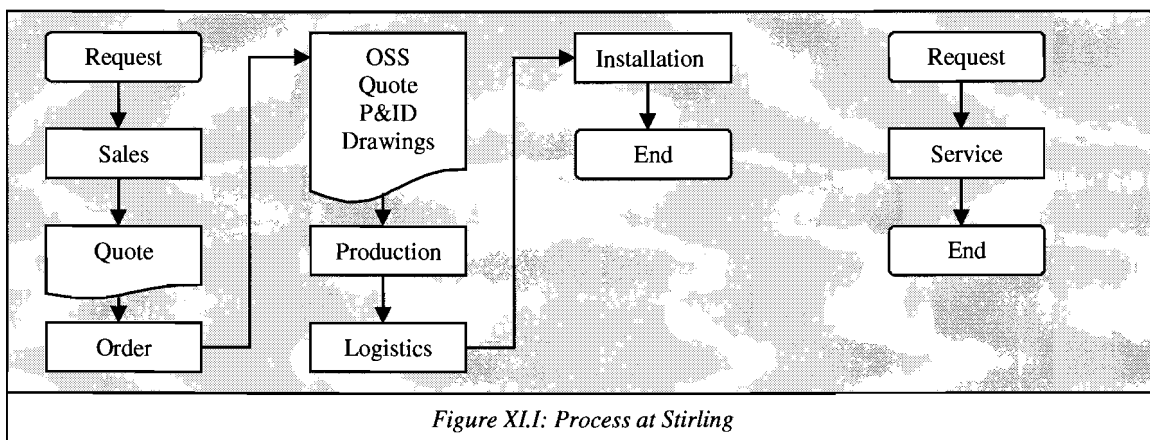 Request
Sales
Quote
Order
OSS
Quote
P&ID
Drawings
Production
Logistics
Installation
End
Request
Service
End
Figure XI.I: Process at Stirling